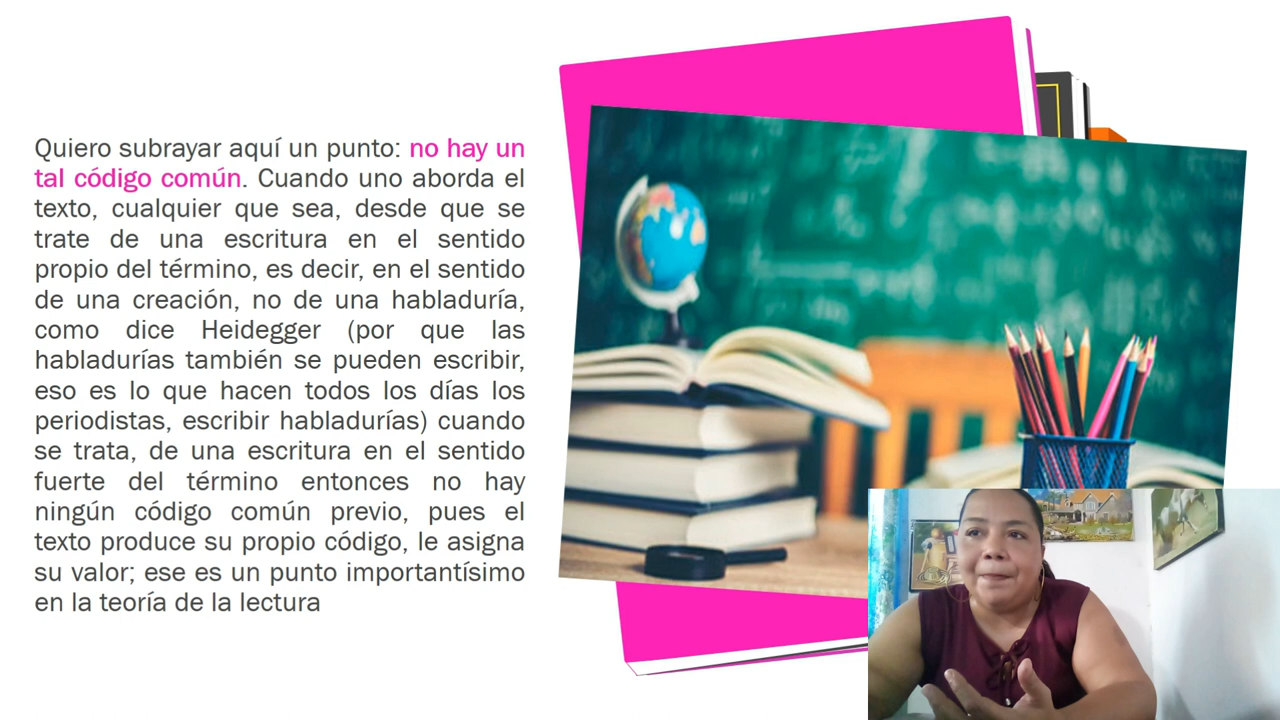 Quiero subrayar aquí un punto: no hay un
tal código común. Cuando uno aborda el
texto, cualquier que sea, desde que se
trate de una escritura en el sentido
propio del término, es decir, en el sentido
de una creación, no de una habladuría,
como dice Heidegger (por que las
habladurías también se pueden escribir,
eso es lo que hacen todos los días los
periodistas, escribir habladurías) cuando
se trata, de una escritura en el sentido
fuerte del término entonces no hay
ningún código común previo, pues el
texto produce su propio código, le asigna
su valor; ese es un punto importantísimo
en la teoría de la lectura